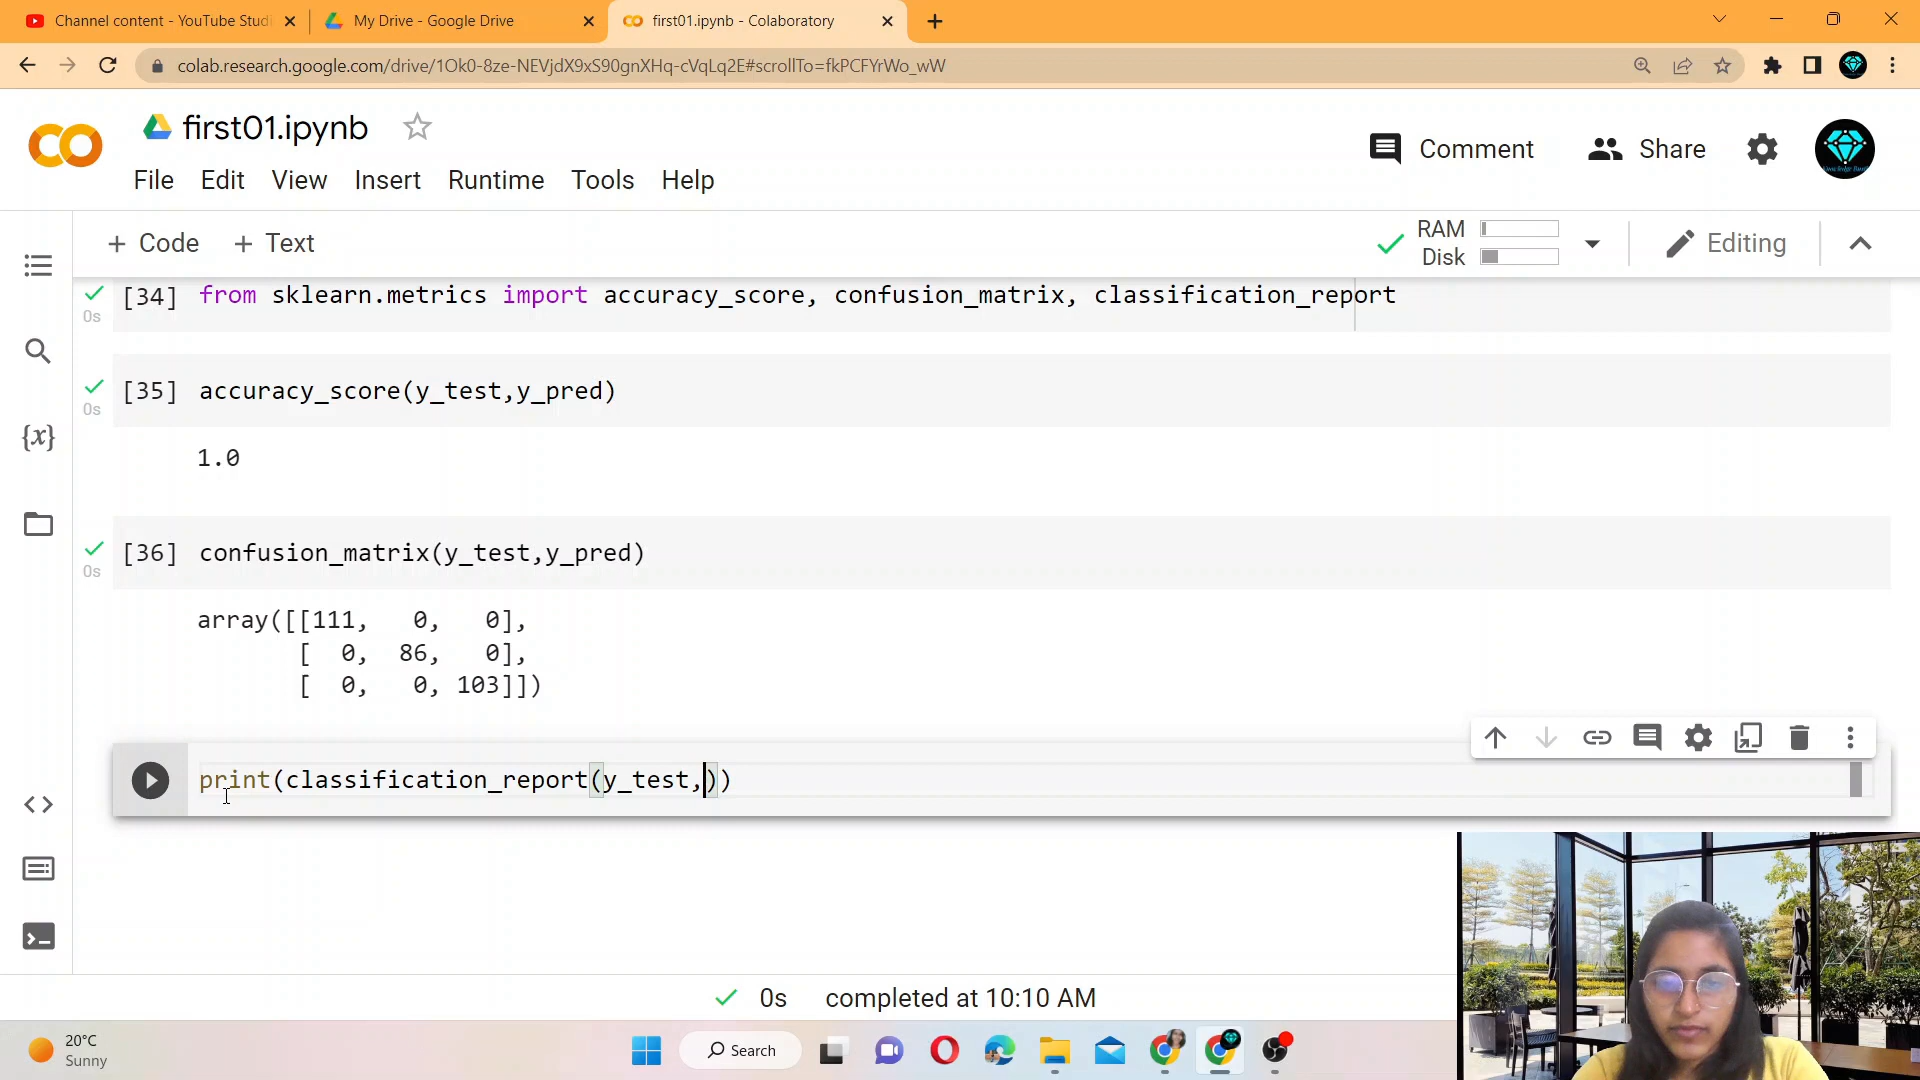 Channel content - YouTube Studi
My Drive - Google Drive
first01.ipynb - Colaboratory
colab.research.google.com/drive/1Ok0-8ze-NEVjdX9xS90gnXHq-cVqLq2E#scrollTo=fkPCFYrWo_wW
first01.ipynb
Comment
Share
File Edit View Insert Runtime Tools Help
+ Code + Text
RAM
Disk
Editing
[34] from sklearn.metrics import accuracy_score, confusion_matrix, classification_report
0s
[35] accuracy_score(y_test,y_pred)
0s
1.0
[36] confusion_matrix(y_test,y_pred)
0s
array([[111, 0, 0],
[ 0, 86, 0],
[ 0, 0, 103]])
print(classification_report(y_test,))
0s completed at 10:10 AM
20°C
Sunny
Search